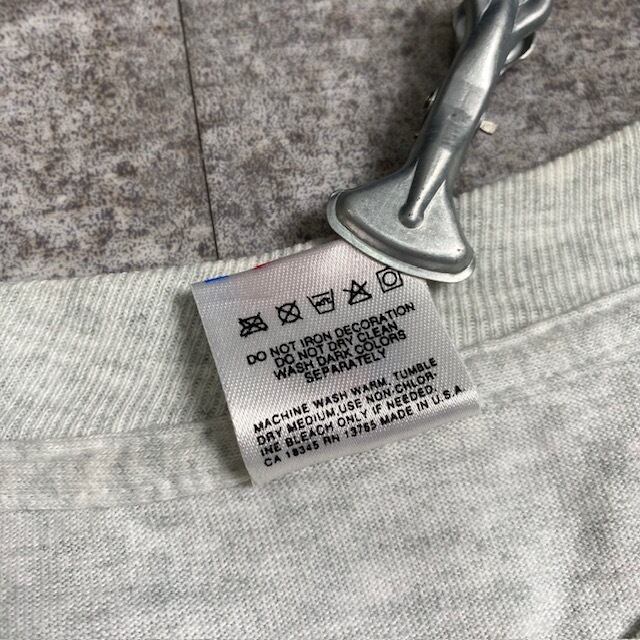 DO NOT IRON DECORATION
DO NOT DRY CLEAN
WASH DARK COLORS
SEPARATELY
MACHINE WASH WARM, TUMBLE
DRY MEDIUM, USE NON-CHLOR-
INE BLEACH ONLY IF NEEDED.
CA 18345 RN 13765 MADE IN U.S.A.